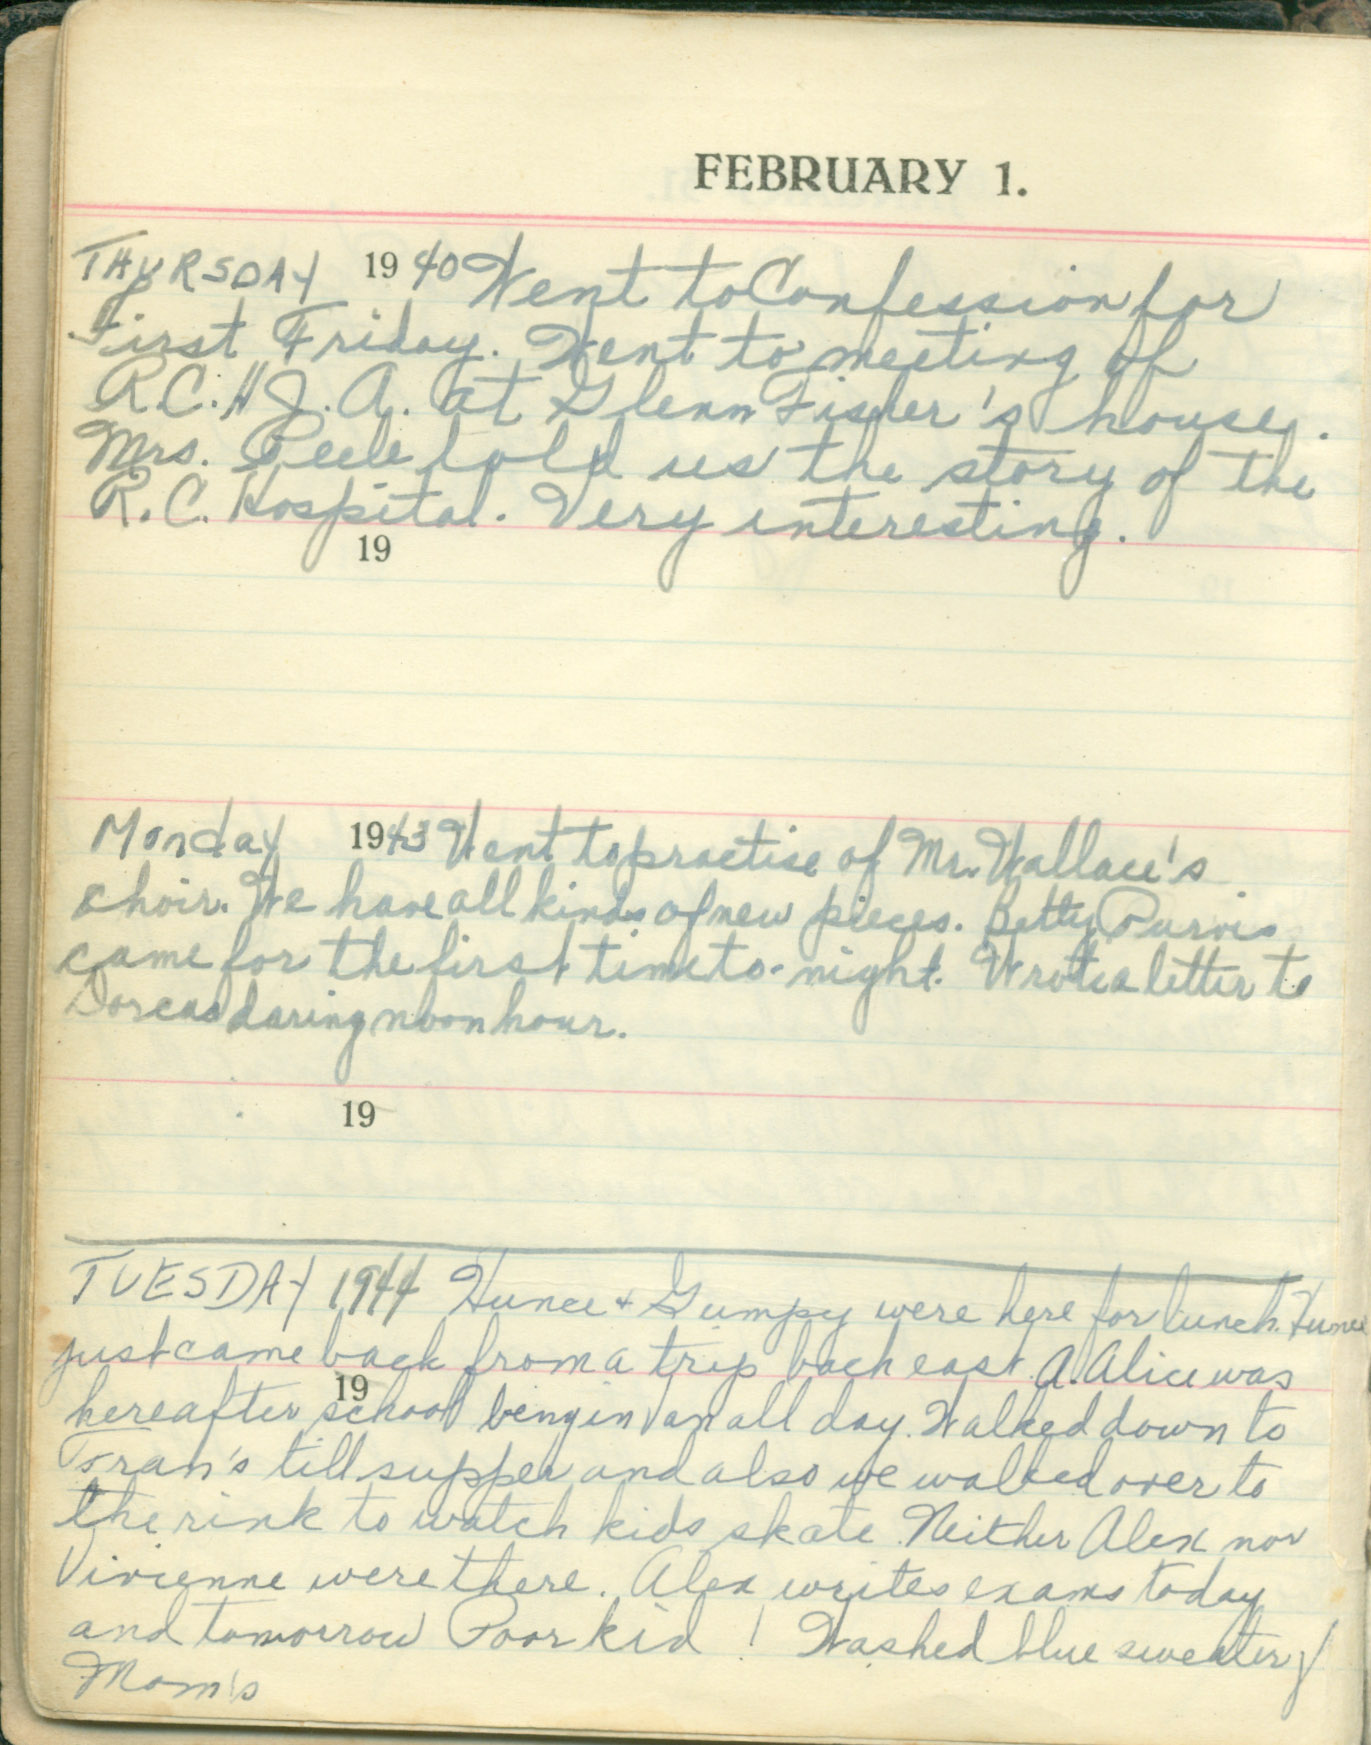 FEBRUARY 1.
THURSDAY 1940 Went to Confession for
First Friday. Went to meeting of
R.C.H.J.A. at Glenn Fisher's house.
Mrs. told us the story of the
R.C. Hospital. Very interesting.
19
Monday 1943 Went to practise of Mr. Wallace's
choir. We have all kinds of new pieces. Betty Purvis
came for the first time to-night. Wrote a letter to
Dorcas during noon hour.
19
TUESDAY 1944 Hunee + Gumpy were here for lunch. Hunee
just came back from a trip back east. A. Alice was
19
here after school being in an all day. Walked down to
Fran's till supper and also we walked over to
the rink to watch kids skate. Neither Alex nor
Vivienne were there. Alex writes exams today
and tomorrow Poor kid! Washed blue sweater of
Mom's